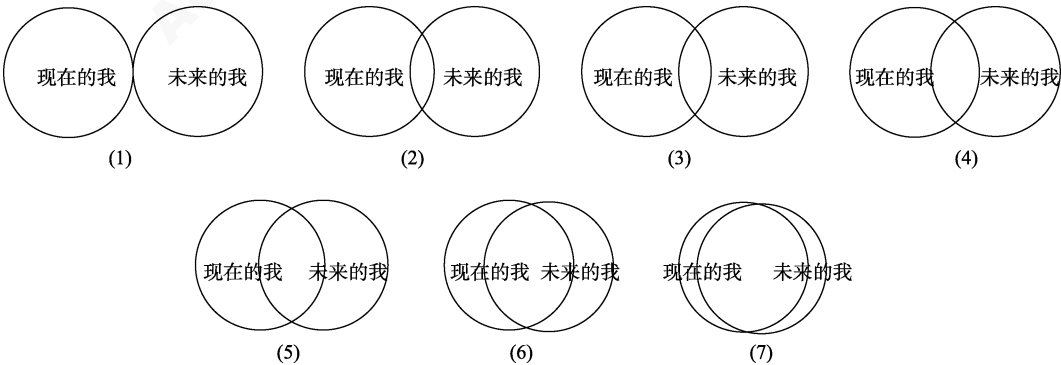 现在的我 未来的我 现在的我 未来的我 现在的我 未来的我 现在的我 未来的我
(1) (2) (3) (4)
现在的我 未来的我 现在的我 未来的我 现在的我 未来的我
(5) (6) (7)